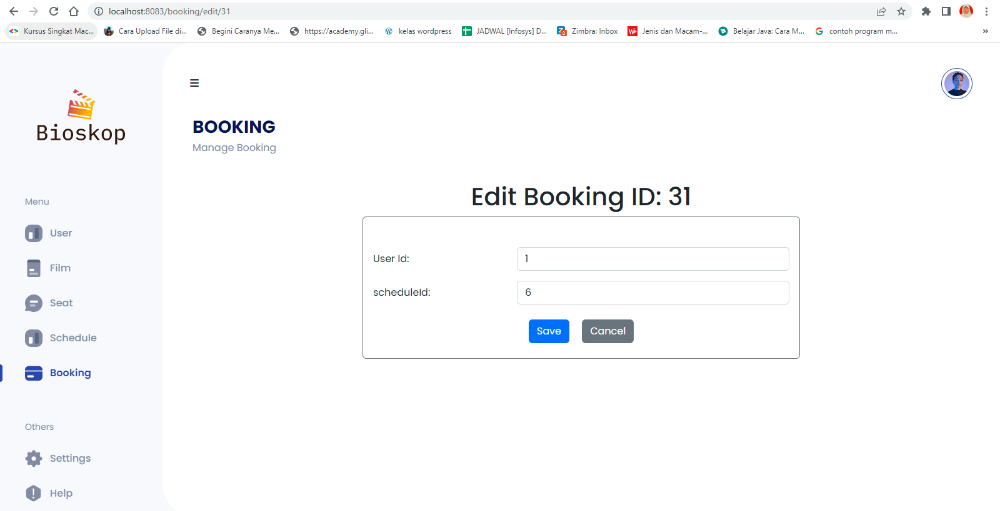 localhost:8083/booking/edit/31
Kursus Singkat Mac...
Cara Upload File di...
Begini Caranya Me...
https://academy.gli...
kelas wordpress
JADWAL [Infosys] D...
Zimbra: Inbox
Jenis dan Macam-...
Belajar Java: Cara M...
contoh program m...
»
Bioskop
BOOKING
Manage Booking
Menu
User
Film
Seat
Schedule
Booking
Others
Settings
Help
Edit Booking ID: 31
User Id: 1
scheduleId: 6
Save Cancel